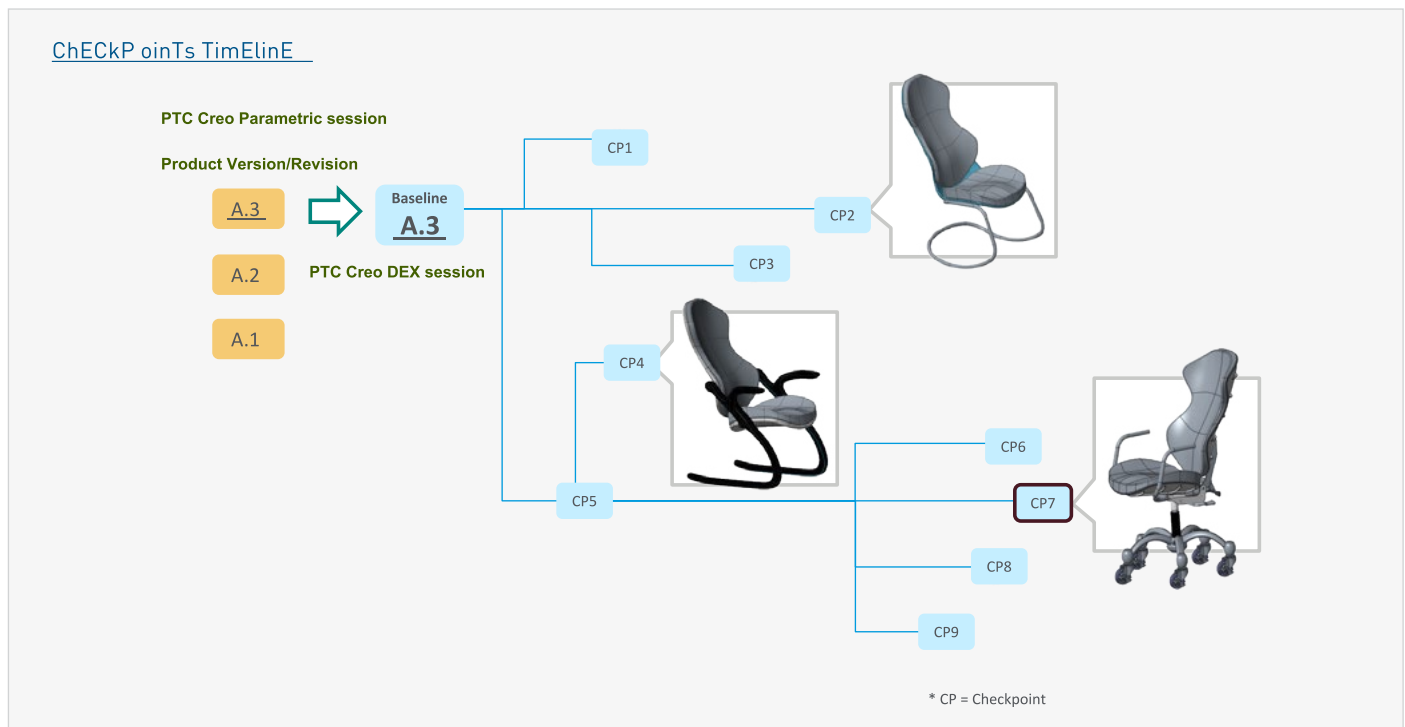 ChECkP oinTs TimElinE
PTC Creo Parametric session
CP1
Product Version/Revision
Baseline
A.3
A.3
CP2
CP3
A.2
PTC Creo DEX session
A.1
CP4
CP6
CP5
CP7
CP8
CP9
* CP = Checkpoint